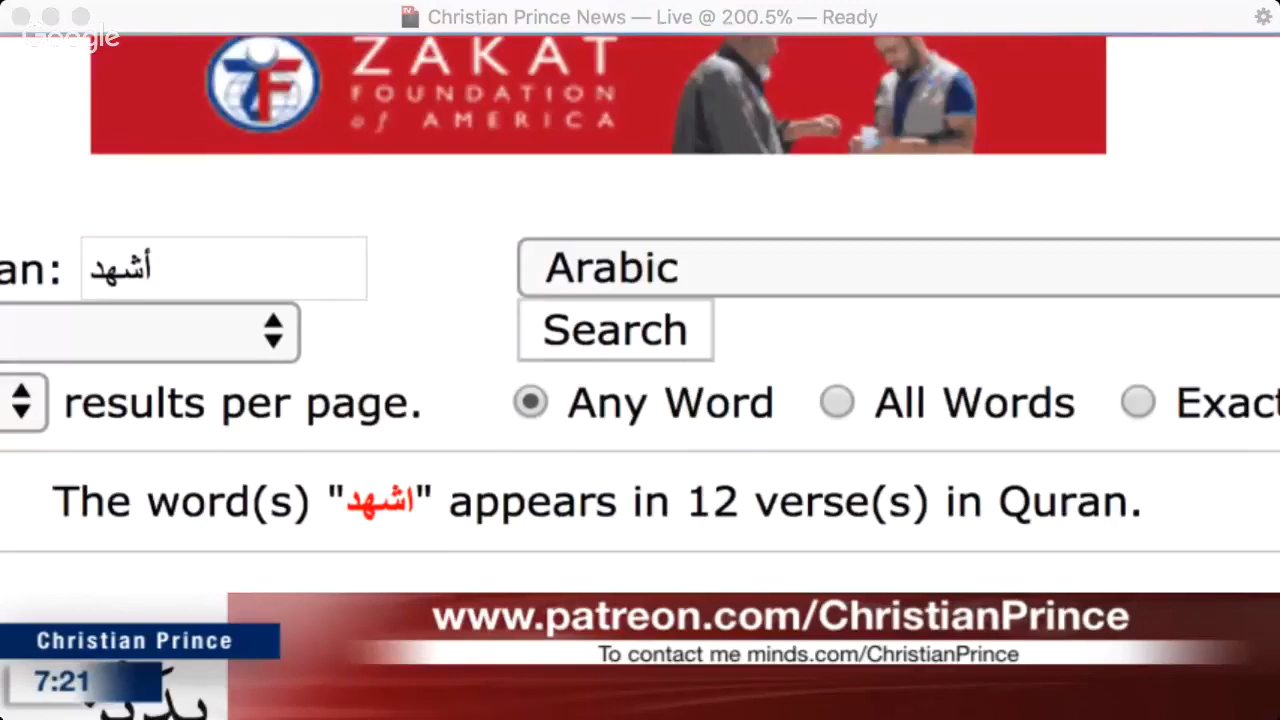 Christian Prince News — Live @ 200.5% — Ready
Google
ZAKAT
FOUNDATION
of AMERICA
an: أشهد
Arabic
Search
results per page.
Any Word
All Words
Exact
The word(s) "اشهد" appears in 12 verse(s) in Quran.
www.patreon.com/ChristianPrince
To contact me minds.com/ChristianPrince
Christian Prince
7:21